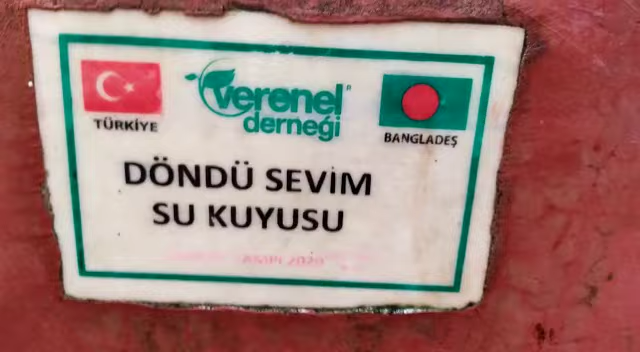 verenel
derneği
TÜRKİYE
BANGLADEŞ
DÖNDÜ SEVİM
SU KUYUSU